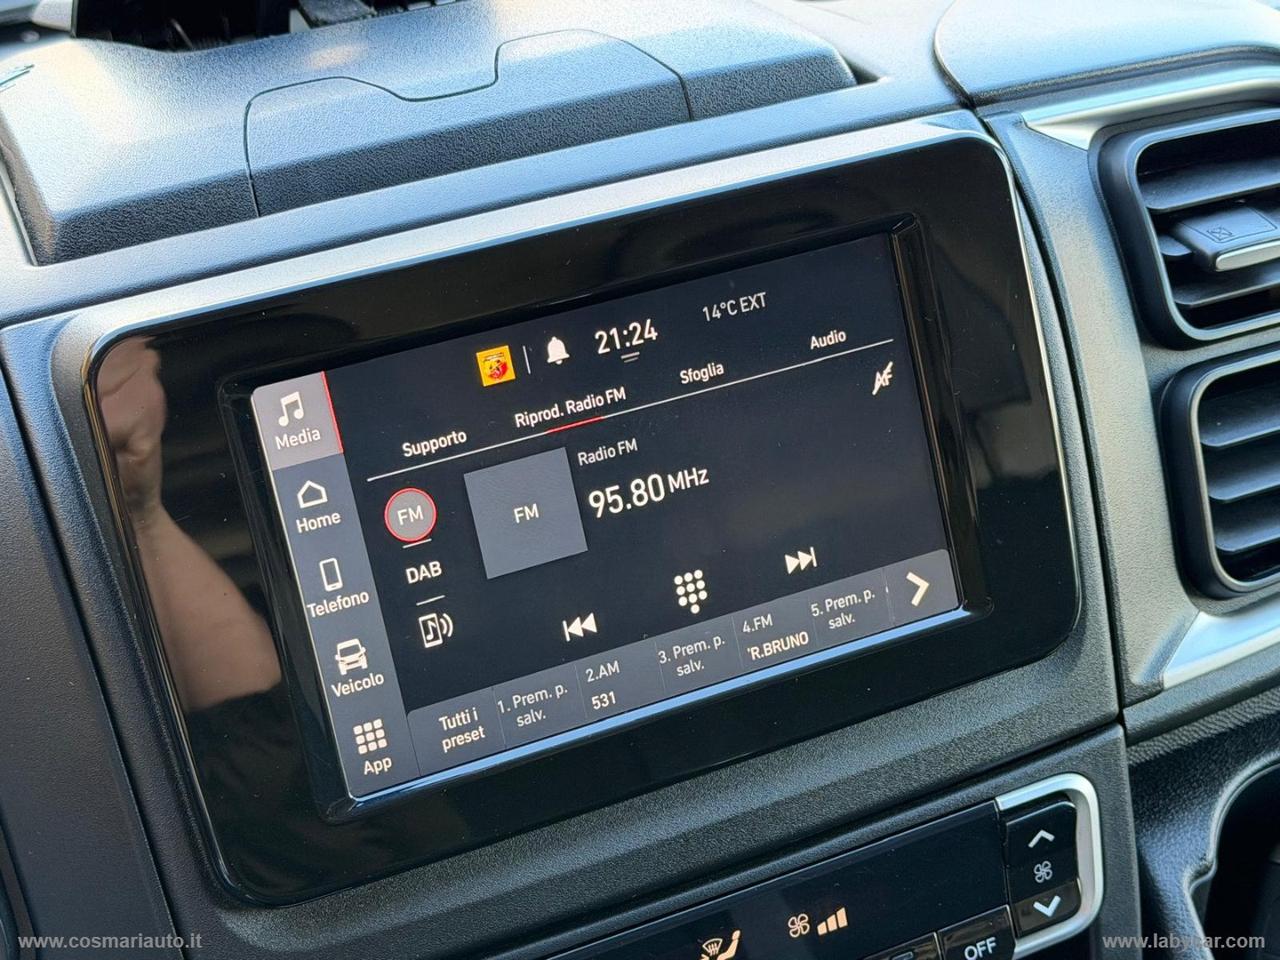 21:24
14°C EXT
Media
Supporto
Riprod. Radio FM
Sfoglia
Audio
AF
Home
FM
FM
Radio FM
95.80 MHz
DAB
Telefono
Veicolo
App
Tutti i
preset
1. Prem. p.
salv.
2.AM
531
3. Prem. p.
salv.
4.FM
'R.BRUNO
5. Prem. p.
salv.
OFF
www.cosmariauto.it
www.labycar.com